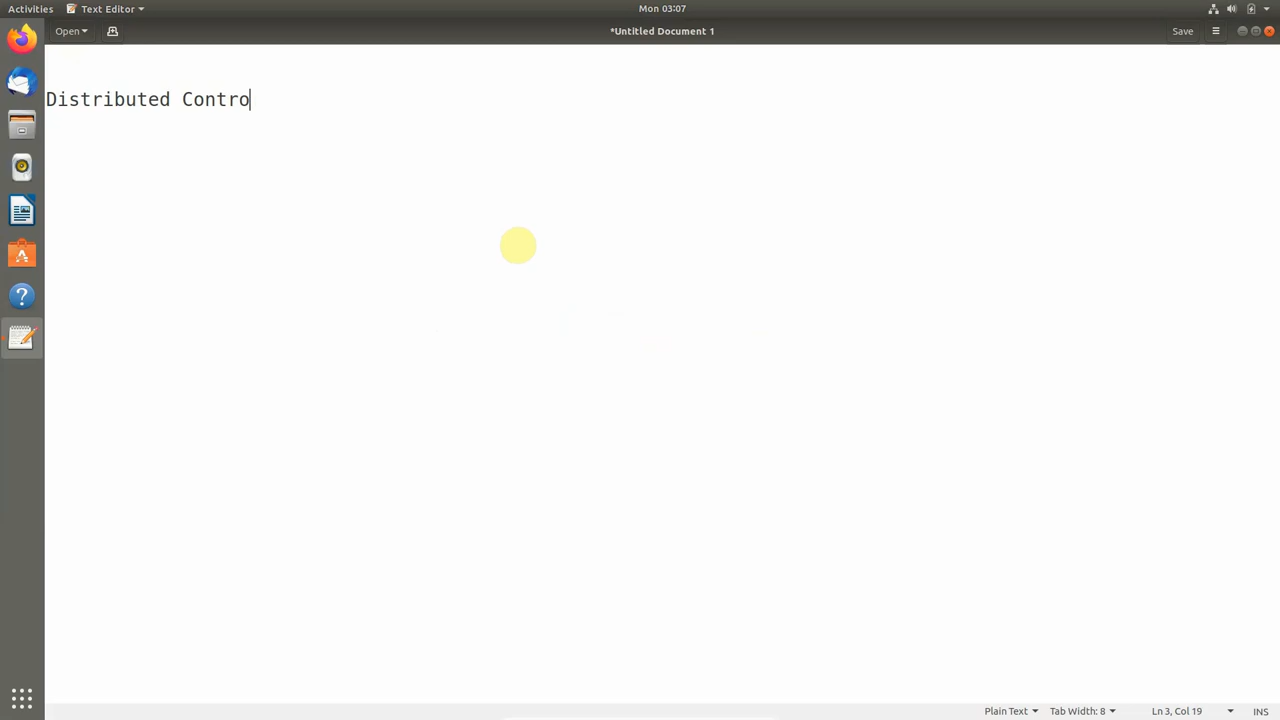 Activities
Text Editor
Mon 03:07
Open
*Untitled Document 1
Save
Distributed Contro
Plain Text
Tab Width: 8
Ln 3, Col 19
INS